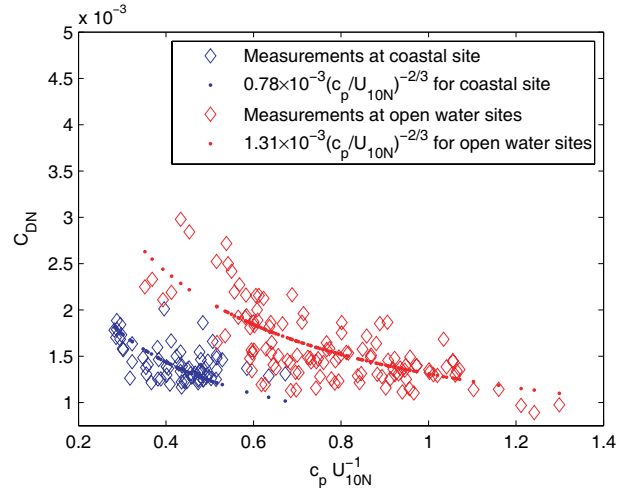 × 10⁻³
5
4.5
4
3.5
3
2.5
2
1.5
1
C_DN
Measurements at coastal site
0.78×10⁻³(c_p/U_10N)^−2/3 for coastal site
Measurements at open water sites
1.31×10⁻³(c_p/U_10N)^−2/3 for open water sites
0.2 0.4 0.6 0.8 1 1.2 1.4
c_p U_10N^−1